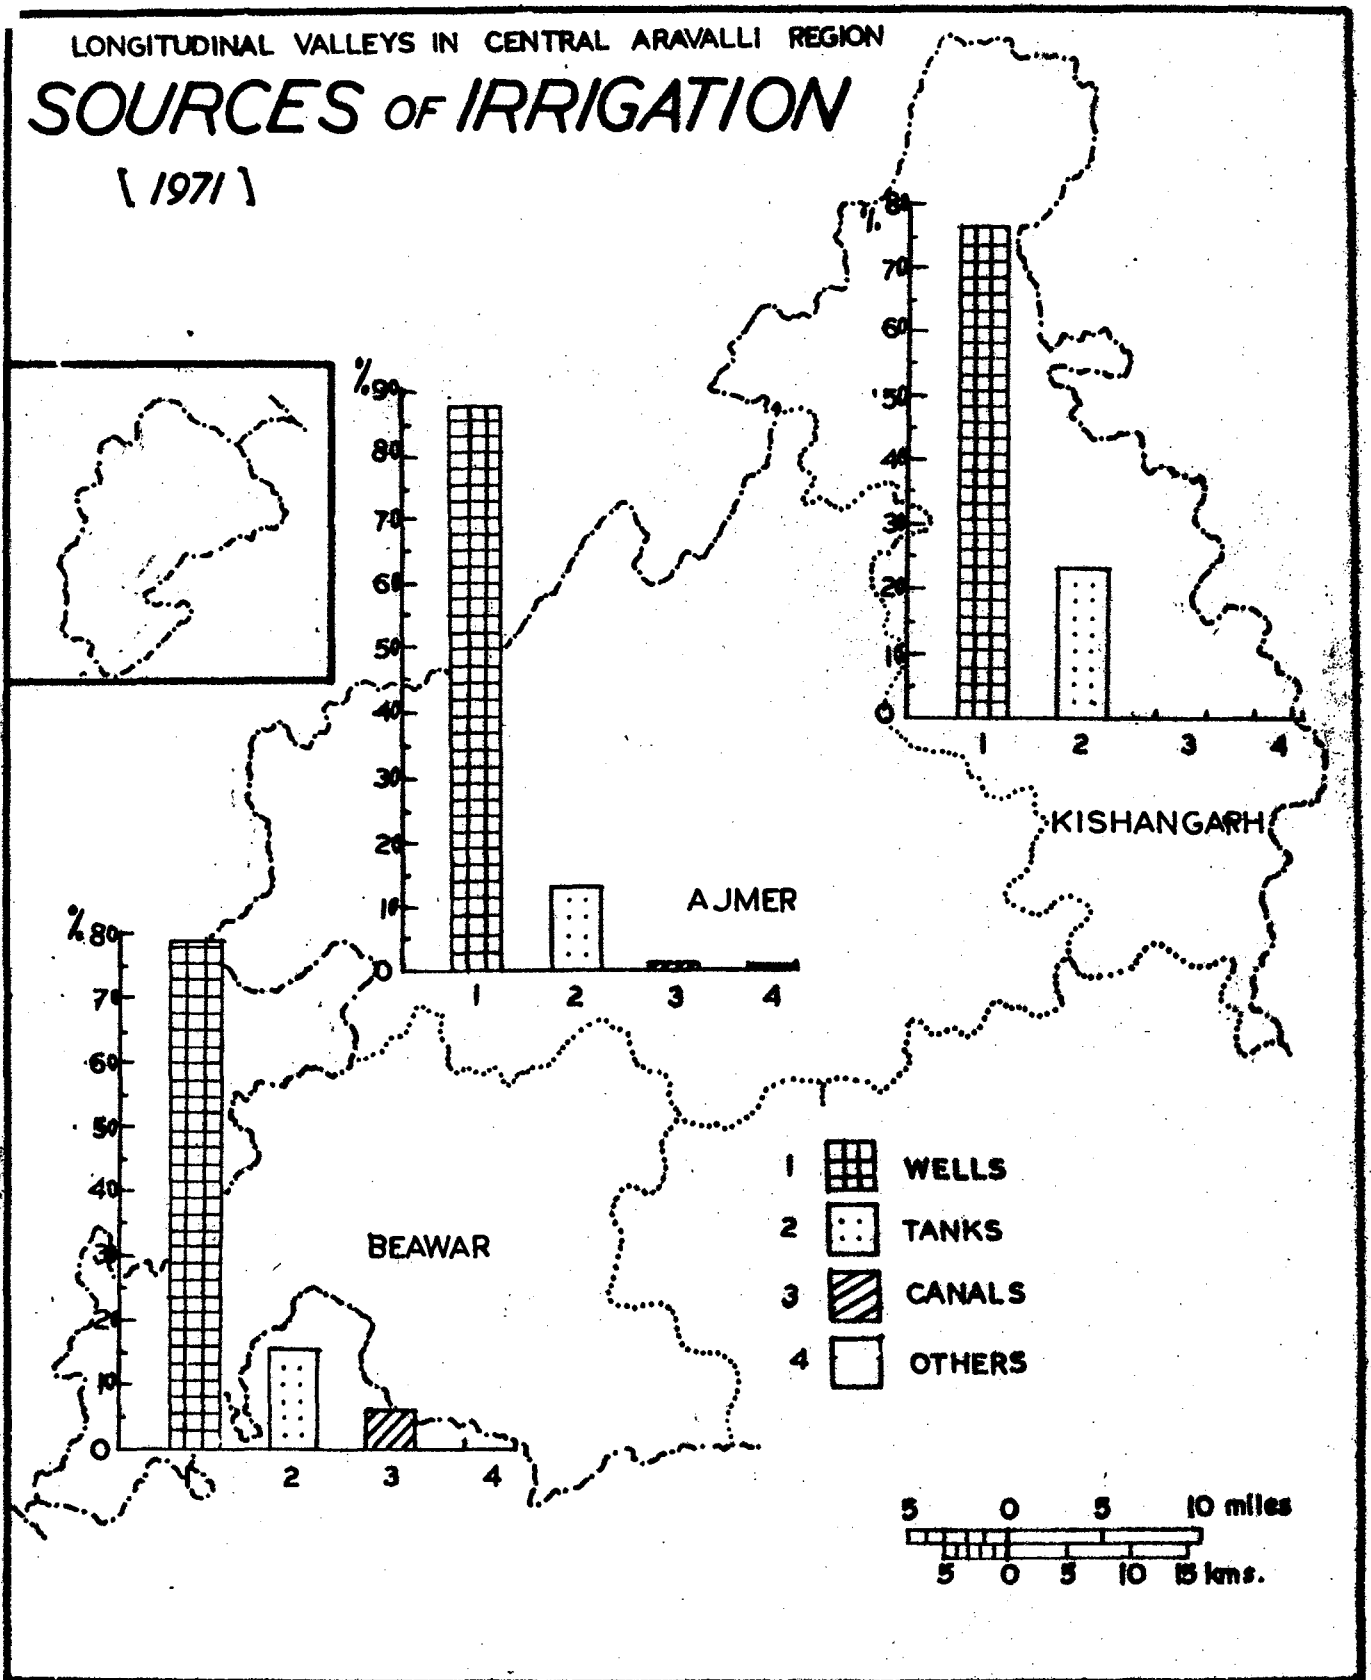 LONGITUDINAL VALLEYS IN CENTRAL ARAVALLI REGION
SOURCES OF IRRIGATION
( 1971 )
%
80
70
60
50
40
30
20
10
0
1 2 3 4
KISHANGARH
%
90
80
70
60
50
40
30
20
10
0
1 2 3 4
AJMER
%
80
70
60
50
40
30
20
10
0
1 2 3 4
BEAWAR
1 WELLS
2 TANKS
3 CANALS
4 OTHERS
5 0 5 10 miles
5 0 5 10 15 kms.